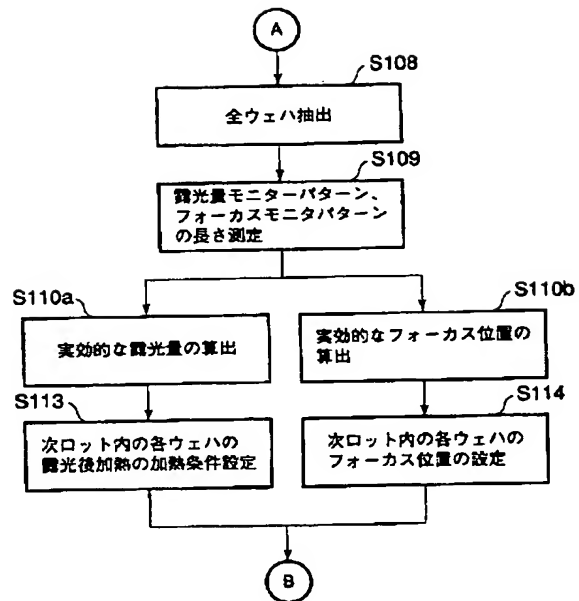 A
S108
全ウェハ抽出
S109
露光量モニターパターン、
フォーカスモニタパターン
の長さ測定
S110a
実効的な露光量の算出
S110b
実効的なフォーカス位置の
算出
S113
次ロット内の各ウェハの
露光後加熱の加熱条件設定
S114
次ロット内の各ウェハの
フォーカス位置の設定
B